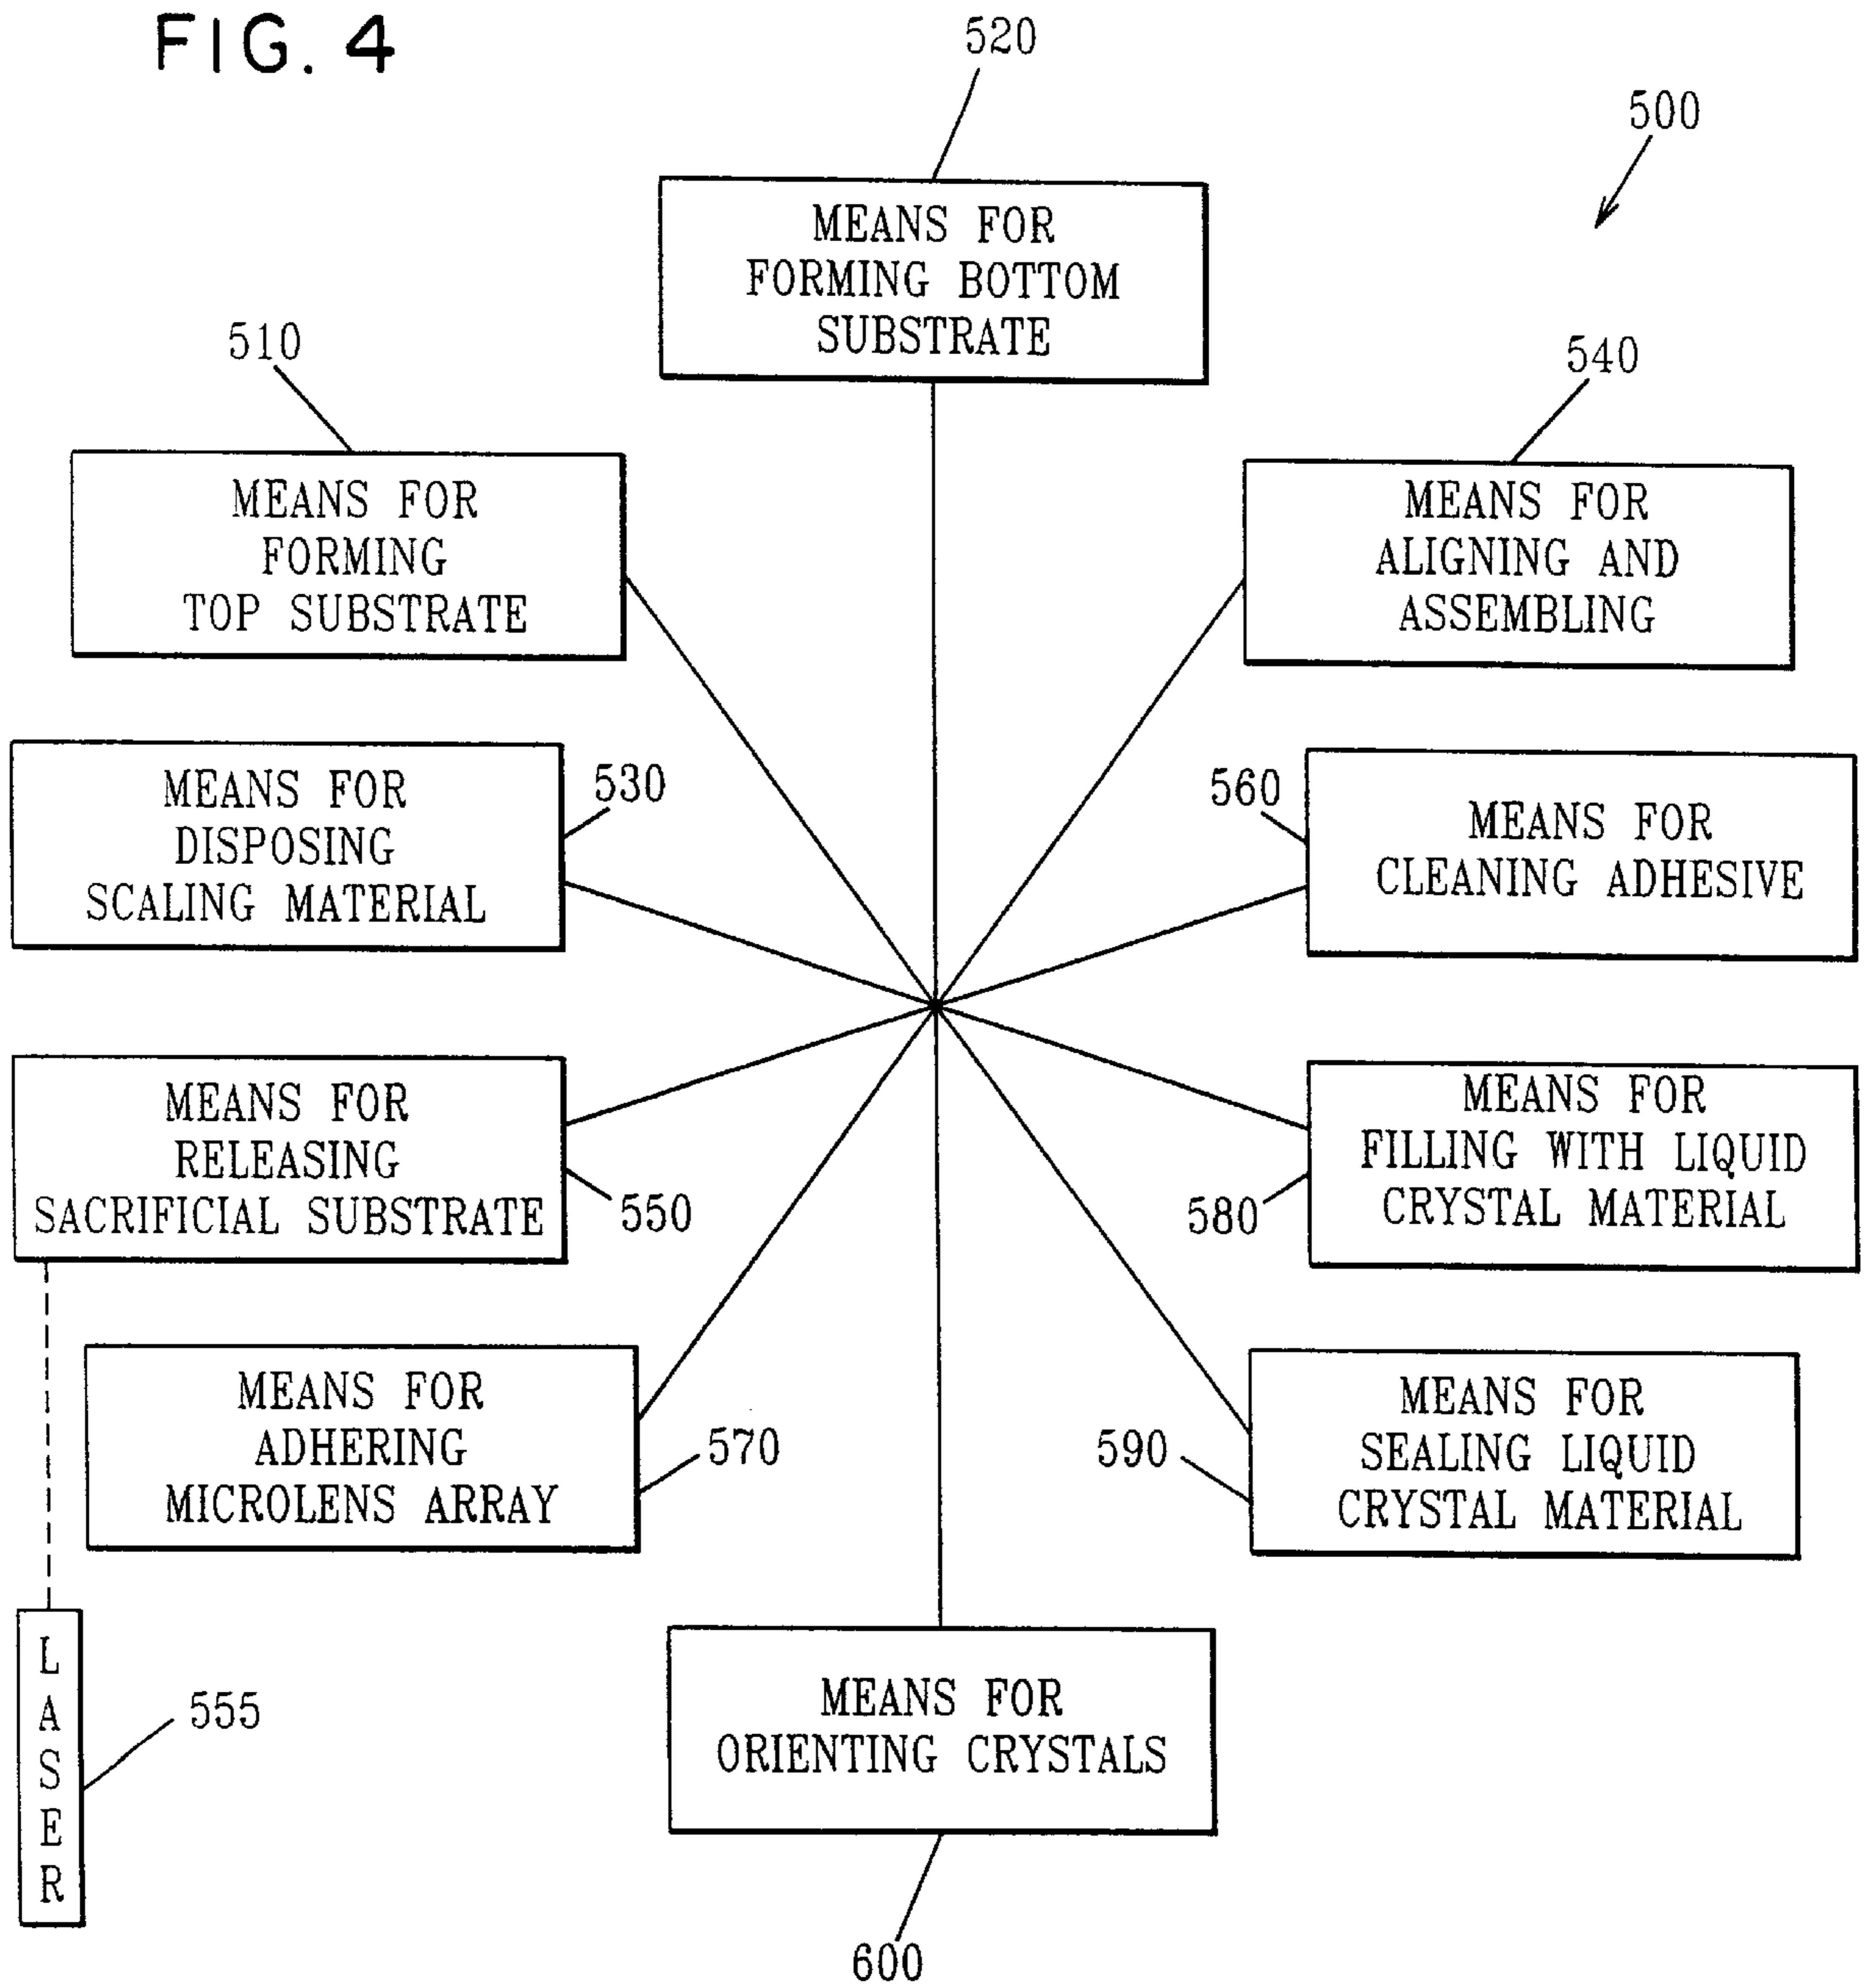 FIG. 4
520
500
MEANS FOR
FORMING BOTTOM
SUBSTRATE
510
540
MEANS FOR
FORMING
TOP SUBSTRATE
MEANS FOR
ALIGNING AND
ASSEMBLING
MEANS FOR
DISPOSING
SCALING MATERIAL
530
560
MEANS FOR
CLEANING ADHESIVE
MEANS FOR
RELEASING
SACRIFICIAL SUBSTRATE
550
580
MEANS FOR
FILLING WITH LIQUID
CRYSTAL MATERIAL
MEANS FOR
ADHERING
MICROLENS ARRAY
570
590
MEANS FOR
SEALING LIQUID
CRYSTAL MATERIAL
LASER
555
MEANS FOR
ORIENTING CRYSTALS
600